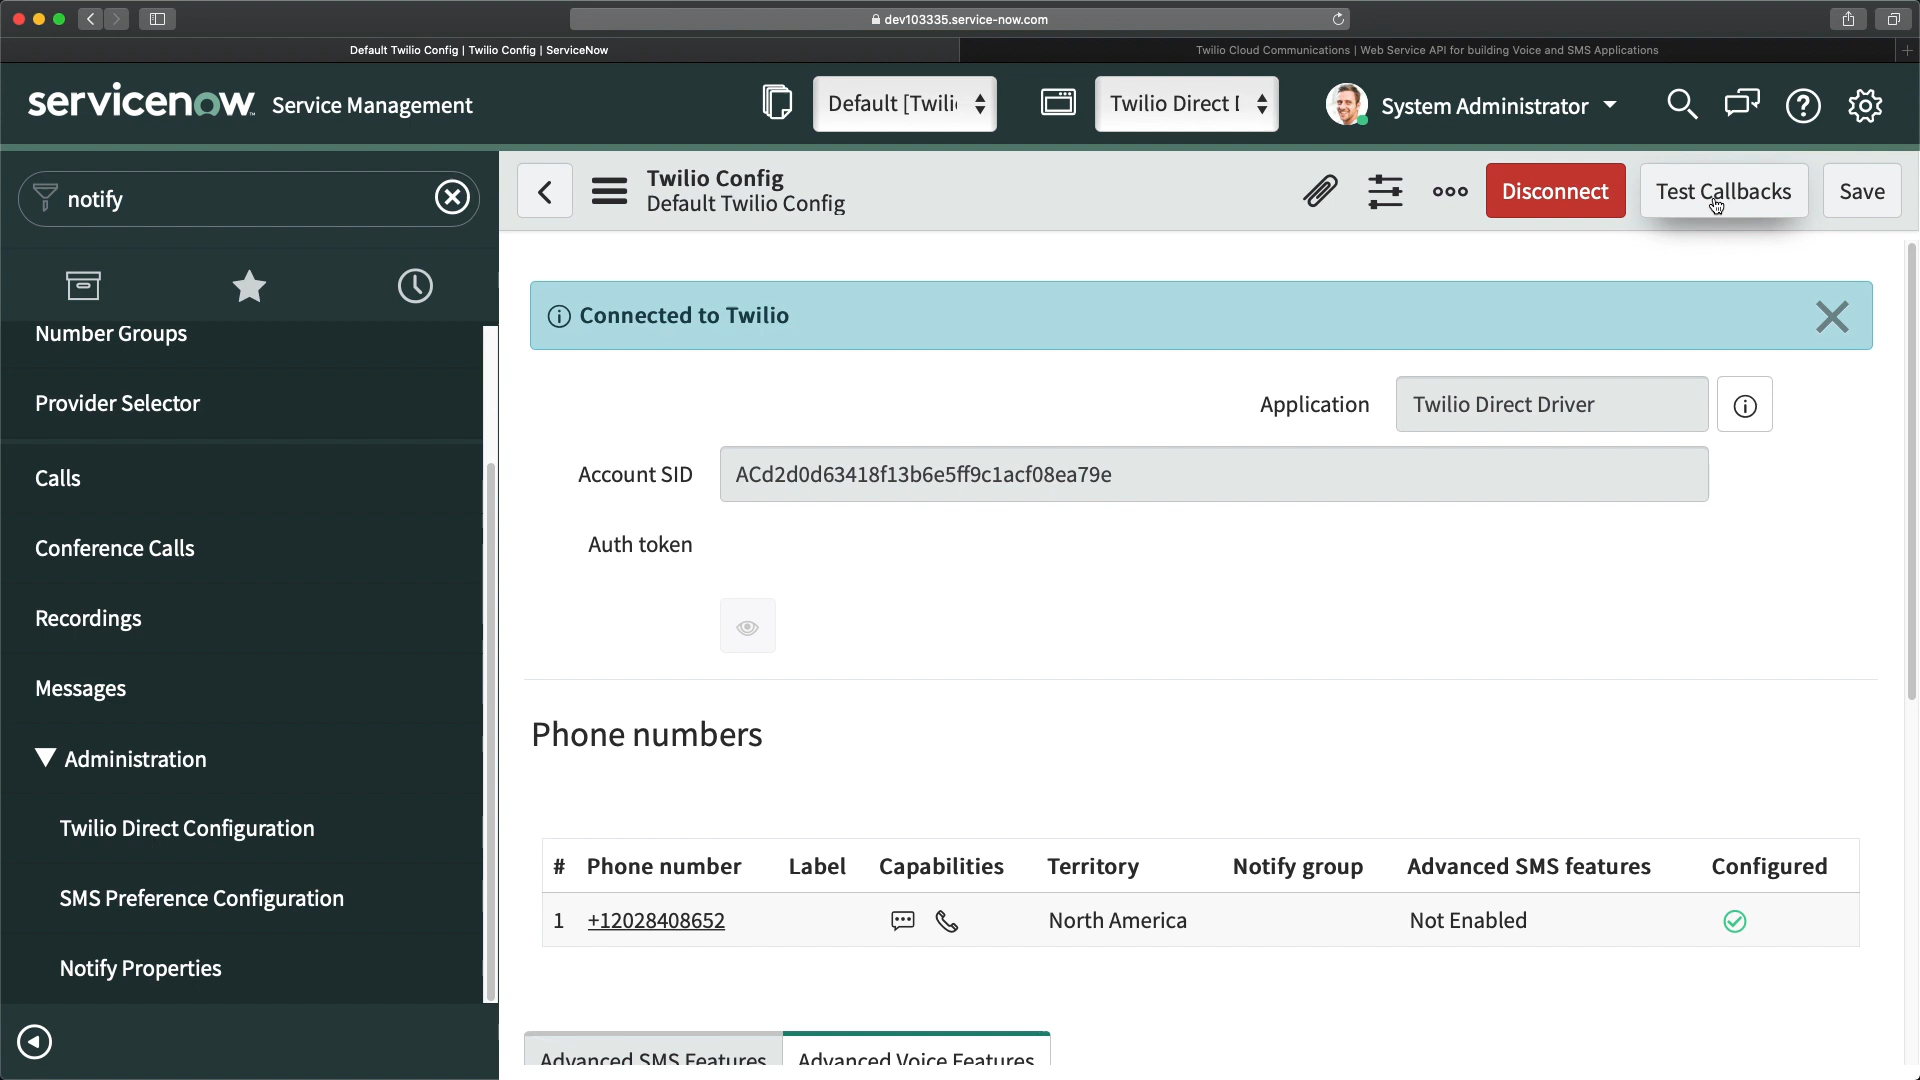 dev103335.service-now.com
Default Twilio Config | Twilio Config | ServiceNow
Twilio Cloud Communications | Web Service API for building Voice and SMS Applications
servicenow Service Management
Default [Twili
Twilio Direct D
System Administrator
notify
Twilio Config
Default Twilio Config
Disconnect
Test Callbacks
Save
Number Groups
Provider Selector
Calls
Conference Calls
Recordings
Messages
Administration
Twilio Direct Configuration
SMS Preference Configuration
Notify Properties
Connected to Twilio
Application
Twilio Direct Driver
Account SID
ACd2d0d63418f13b6e5ff9c1acf08ea79e
Auth token
Phone numbers
# Phone number Label Capabilities Territory Notify group Advanced SMS features Configured
1 +12028408652 North America Not Enabled
Advanced SMS Features
Advanced Voice Features